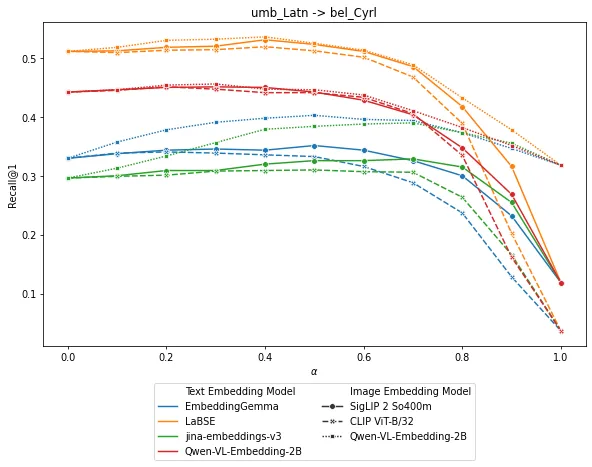 umb_Latn -> bel_Cyrl
Recall@1
0.5
0.4
0.3
0.2
0.1
0.0
0.2
0.4
0.6
0.8
1.0
α
Text Embedding Model
EmbeddingGemma
LaBSE
jina-embeddings-v3
Qwen-VL-Embedding-2B
Image Embedding Model
SigLIP 2 So400m
CLIP ViT-B/32
Qwen-VL-Embedding-2B